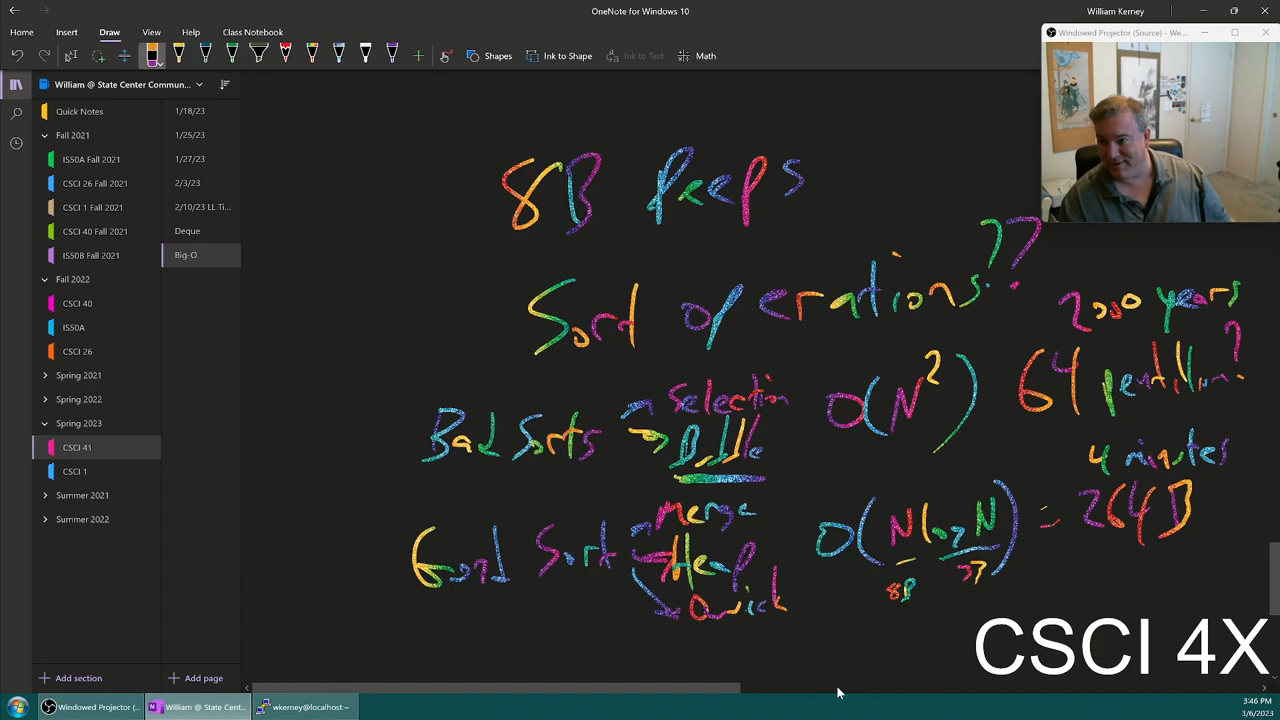 OneNote for Windows 10
William Kerney
Home Insert Draw View Help Class Notebook
Shapes Ink to Shape Ink to Text Math
Windowed Projector (Source) - We...
William @ State Center Commun...
Quick Notes
Fall 2021
IS50A Fall 2021
CSCI 26 Fall 2021
CSCI 1 Fall 2021
CSCI 40 Fall 2021
IS50B Fall 2021
Fall 2022
CSCI 40
IS50A
CSCI 26
Spring 2021
Spring 2022
Spring 2023
CSCI 41
CSCI 1
Summer 2021
Summer 2022
Add section
1/18/23
1/25/23
1/27/23
2/3/23
2/10/23 LL Ti...
Deque
Big-O
Add page
8B Peeps
Sort operations??
2000 years
Bad Sorts selection O(N²) 64 pentillion?
Bubble
4 minutes
Good Sort Merge O(N log N) = 264B
Heap
8B 33
Quick
CSCI 4X
Windowed Projector (...
William @ State Cent...
wkerney@localhost:~
3:46 PM
3/6/2023